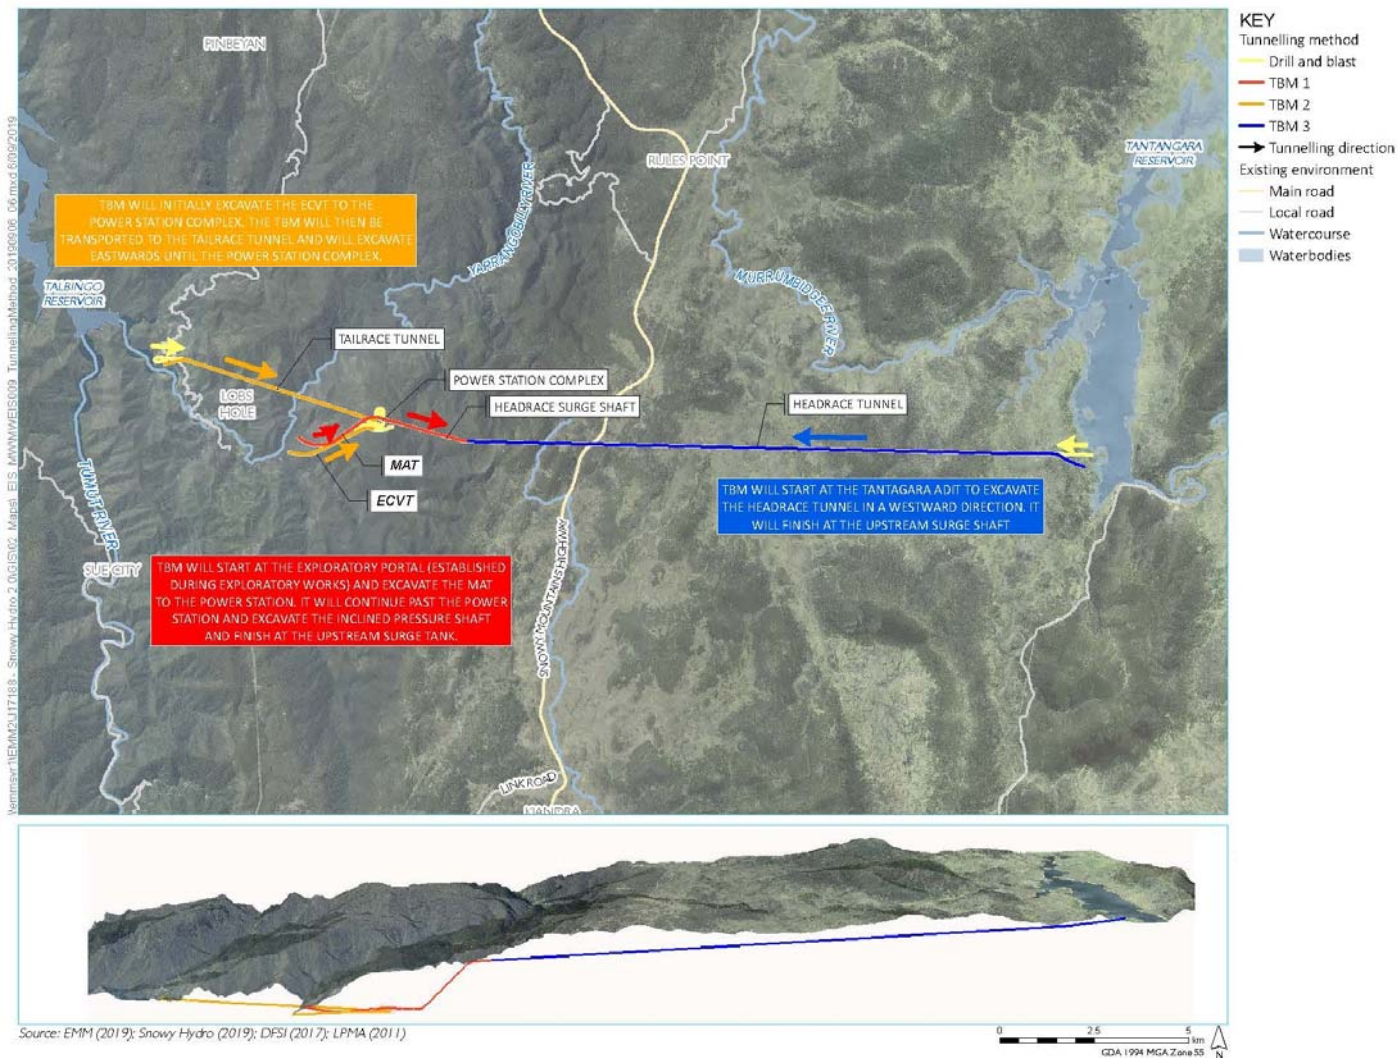 PINBEYAN
RULES POINT
TANTANGARA
RESERVOIR
YARRANGOBILLY RIVER
MURRUMBIDGEE RIVER
TBM WILL INITIALLY EXCAVATE THE ECVT TO THE
POWER STATION COMPLEX. THE TBM WILL THEN BE
TRANSPORTED TO THE TAILRACE TUNNEL AND WILL EXCAVATE
EASTWARDS UNTIL THE POWER STATION COMPLEX.
TALBINGO
RESERVOIR
TAILRACE TUNNEL
POWER STATION COMPLEX
HEADRACE SURGE SHAFT
HEADRACE TUNNEL
LOBS
HOLE
MAT
ECVT
TBM WILL START AT THE TANTAGARA ADIT TO EXCAVATE
THE HEADRACE TUNNEL IN A WESTWARD DIRECTION. IT
WILL FINISH AT THE UPSTREAM SURGE SHAFT
TUMUT RIVER
SUE CITY
TBM WILL START AT THE EXPLORATORY PORTAL (ESTABLISHED
DURING EXPLORATORY WORKS) AND EXCAVATE THE MAT
TO THE POWER STATION. IT WILL CONTINUE PAST THE POWER
STATION AND EXCAVATE THE INCLINED PRESSURE SHAFT
AND FINISH AT THE UPSTREAM SURGE TANK.
SNOWY MOUNTAINS HIGHWAY
LINK ROAD
KEY
Tunnelling method
Drill and blast
TBM 1
TBM 2
TBM 3
Tunnelling direction
Existing environment
Main road
Local road
Watercourse
Waterbodies
Source: EMM (2019); Snowy Hydro (2019); DFSI (2017); LPMA (2011)
0 2.5 5
km
GDA 1994 MGA Zone 55
N